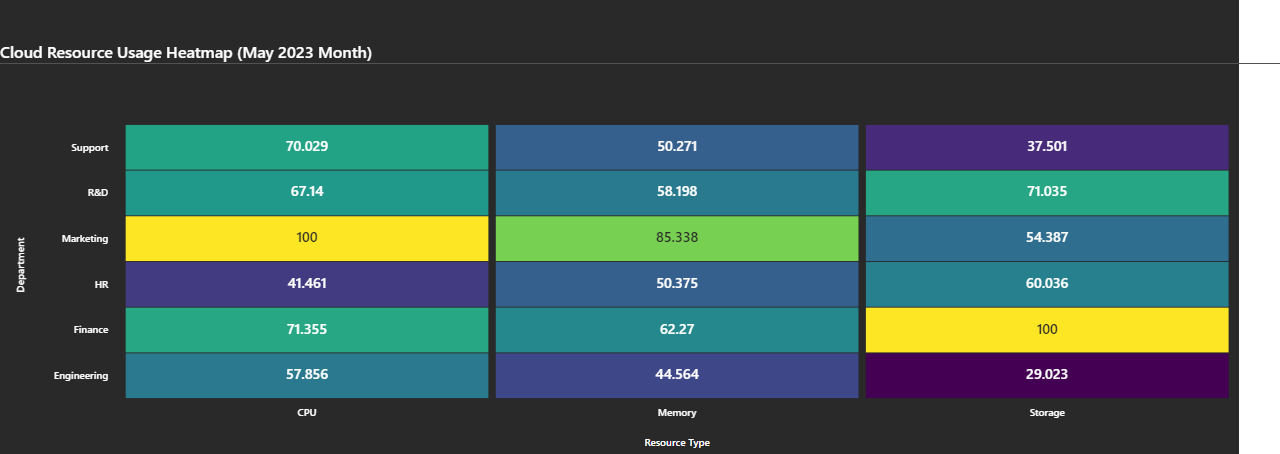 Cloud Resource Usage Heatmap (May 2023 Month)
Support 70.029 50.271 37.501
R&D 67.14 58.198 71.035
Marketing 100 85.338 54.387
HR 41.461 50.375 60.036
Finance 71.355 62.27 100
Engineering 57.856 44.564 29.023
Department
CPU Memory Storage
Resource Type